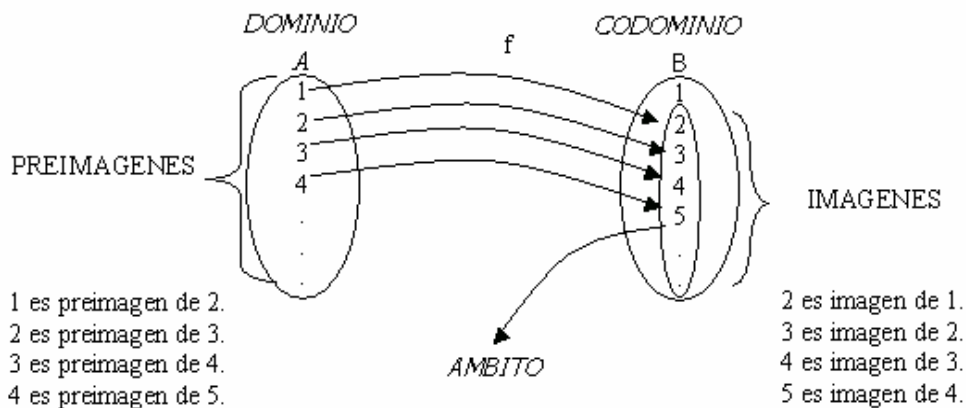 DOMINIO
CODOMINIO
f
A
B
1
2
3
4
.
.
.
1
2
3
4
5
.
.
.
PREIMAGENES
IMAGENES
1 es preimagen de 2.
2 es preimagen de 3.
3 es preimagen de 4.
4 es preimagen de 5.
AMBITO
2 es imagen de 1.
3 es imagen de 2.
4 es imagen de 3.
5 es imagen de 4.